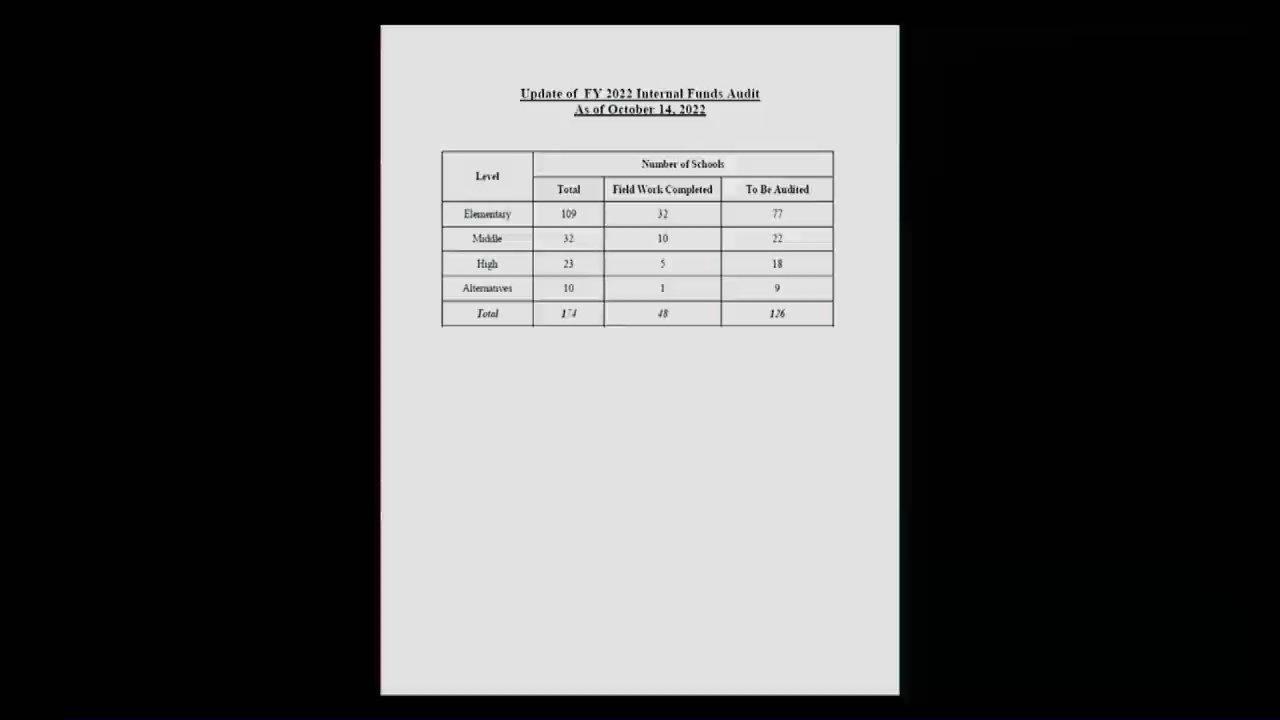 Update of FY 2022 Internal Funds Audit
As of October 14, 2022
Level Number of Schools
Total Field Work Completed To Be Audited
Elementary 109 32 77
Middle 32 10 22
High 23 5 18
Alternatives 10 1 9
Total 174 48 126